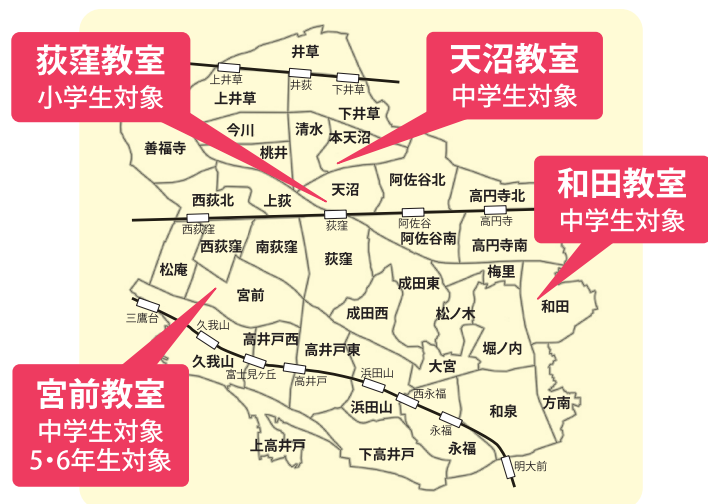 荻窪教室
小学生対象
天沼教室
中学生対象
和田教室
中学生対象
宮前教室
中学生対象
5・6年生対象
井草
上井草
井荻
下井草
上井草
下井草
今川
清水
本天沼
善福寺
桃井
天沼
阿佐谷北
高円寺北
西荻北
上荻
西荻窪
荻窪
阿佐谷
高円寺
西荻窪
南荻窪
荻窪
阿佐谷南
高円寺南
松庵
宮前
成田東
梅里
和田
成田西
松ノ木
堀ノ内
三鷹台
久我山
高井戸西
高井戸東
大宮
久我山
富士見ヶ丘
高井戸
浜田山
西永福
浜田山
和泉
方南
永福
永福
上高井戸
下高井戸
明大前